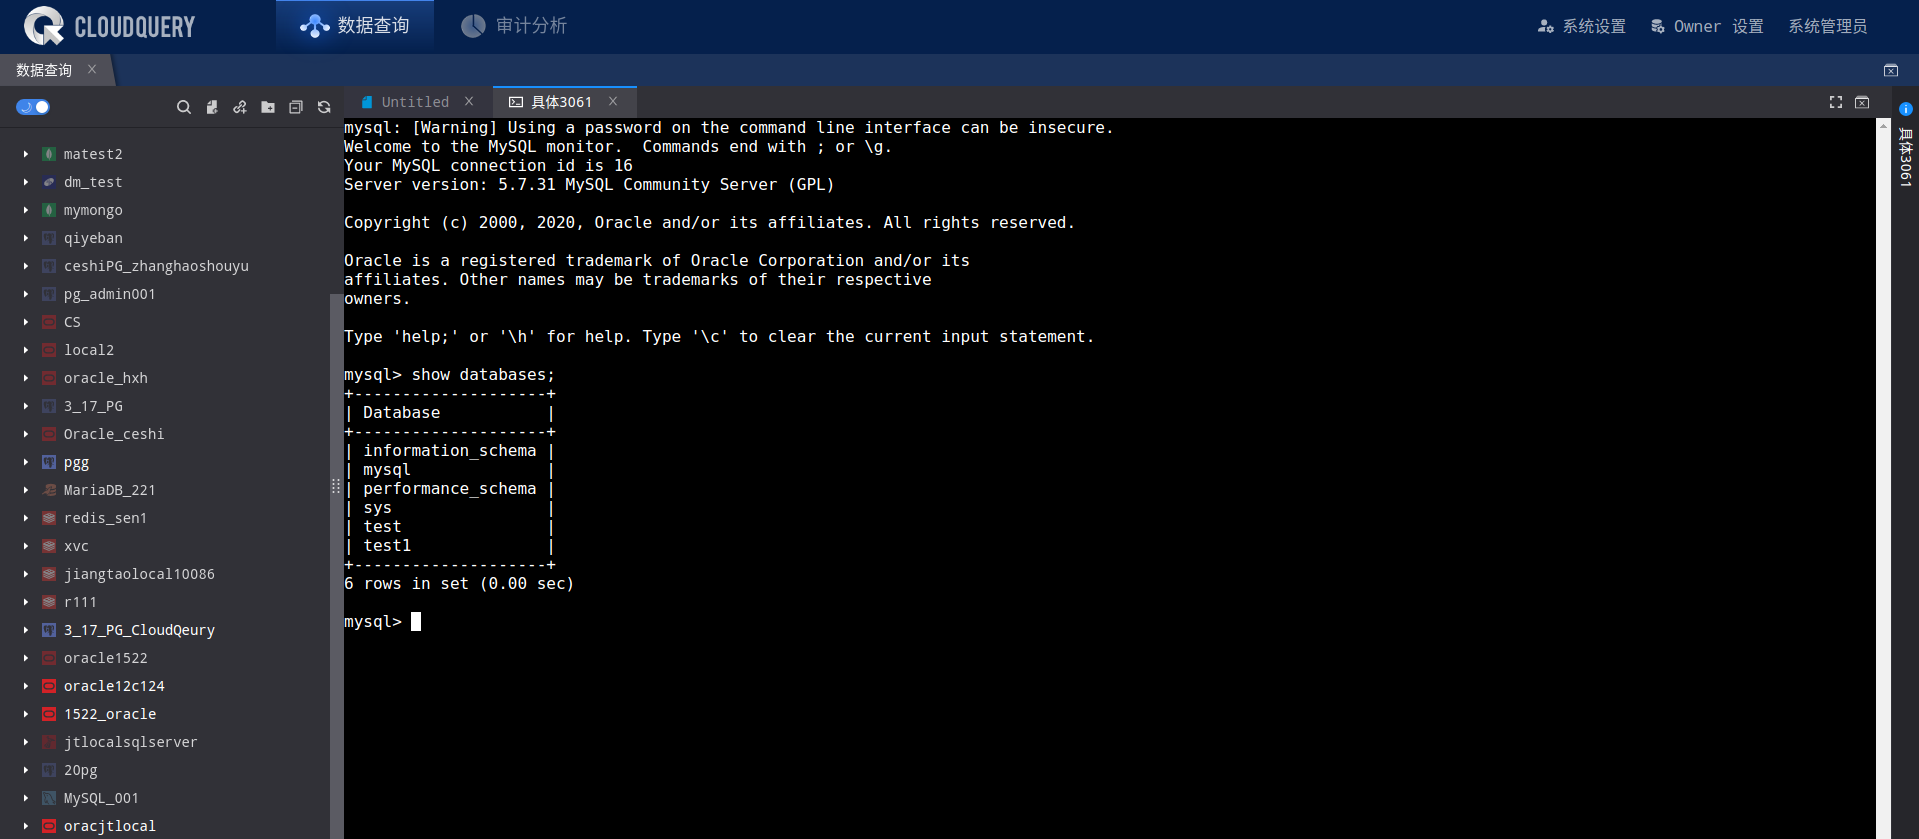 CLOUDQUERY
数据查询
审计分析
系统设置
Owner 设置
系统管理员
数据查询
Untitled
具体3061
matest2
dm_test
mymongo
qiyeban
ceshiPG_zhanghaoshouyu
pg_admin001
CS
local2
oracle_hxh
3_17_PG
Oracle_ceshi
pgg
MariaDB_221
redis_sen1
xvc
jiangtaolocal10086
r111
3_17_PG_CloudQeury
oracle1522
oracle12c124
1522_oracle
jtlocalsqlserver
20pg
MySQL_001
oracjtlocal
mysql: [Warning] Using a password on the command line interface can be insecure.
Welcome to the MySQL monitor.  Commands end with ; or \g.
Your MySQL connection id is 16
Server version: 5.7.31 MySQL Community Server (GPL)
Copyright (c) 2000, 2020, Oracle and/or its affiliates. All rights reserved.
Oracle is a registered trademark of Oracle Corporation and/or its
affiliates. Other names may be trademarks of their respective
owners.
Type 'help;' or '\h' for help. Type '\c' to clear the current input statement.
mysql> show databases;
+--------------------+
| Database           |
+--------------------+
| information_schema |
| mysql              |
| performance_schema |
| sys                |
| test               |
| test1              |
+--------------------+
6 rows in set (0.00 sec)
mysql>
具体3061